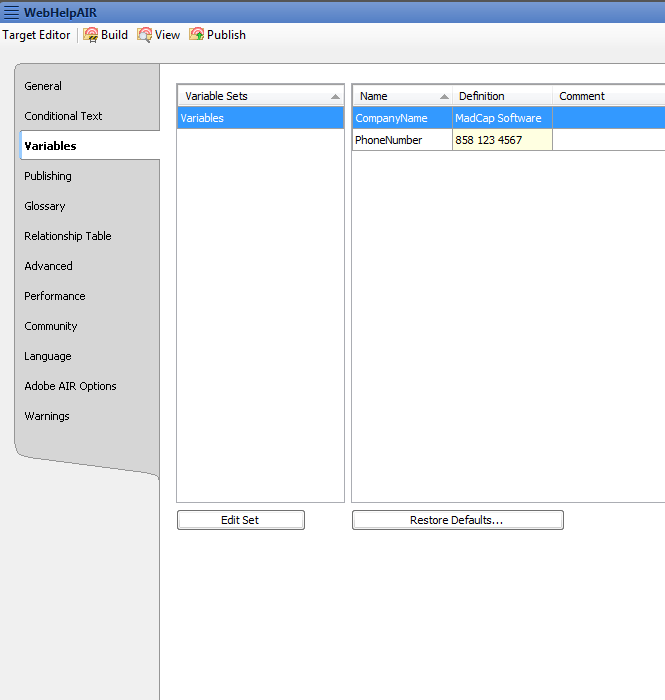 WebHelpAIR
Target Editor Build View Publish
General
Conditional Text
Variables
Publishing
Glossary
Relationship Table
Advanced
Performance
Community
Language
Adobe AIR Options
Warnings
Variable Sets
Variables
Name Definition Comment
CompanyName MadCap Software
PhoneNumber 858 123 4567
Edit Set
Restore Defaults...